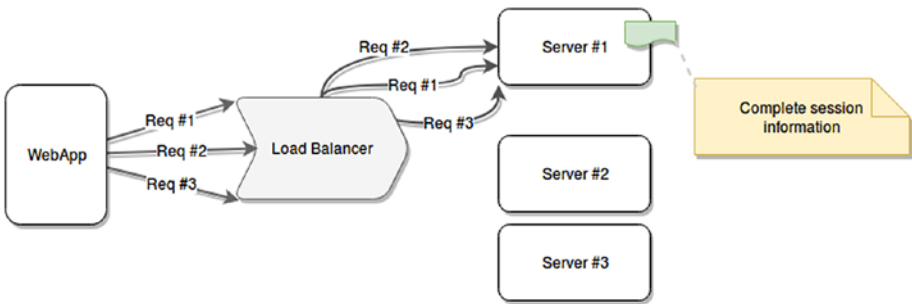 Req #2
Server #1
Req #1
Complete session
information
Req #1
Req #3
WebApp
Req #2
Load Balancer
Req #3
Server #2
Server #3